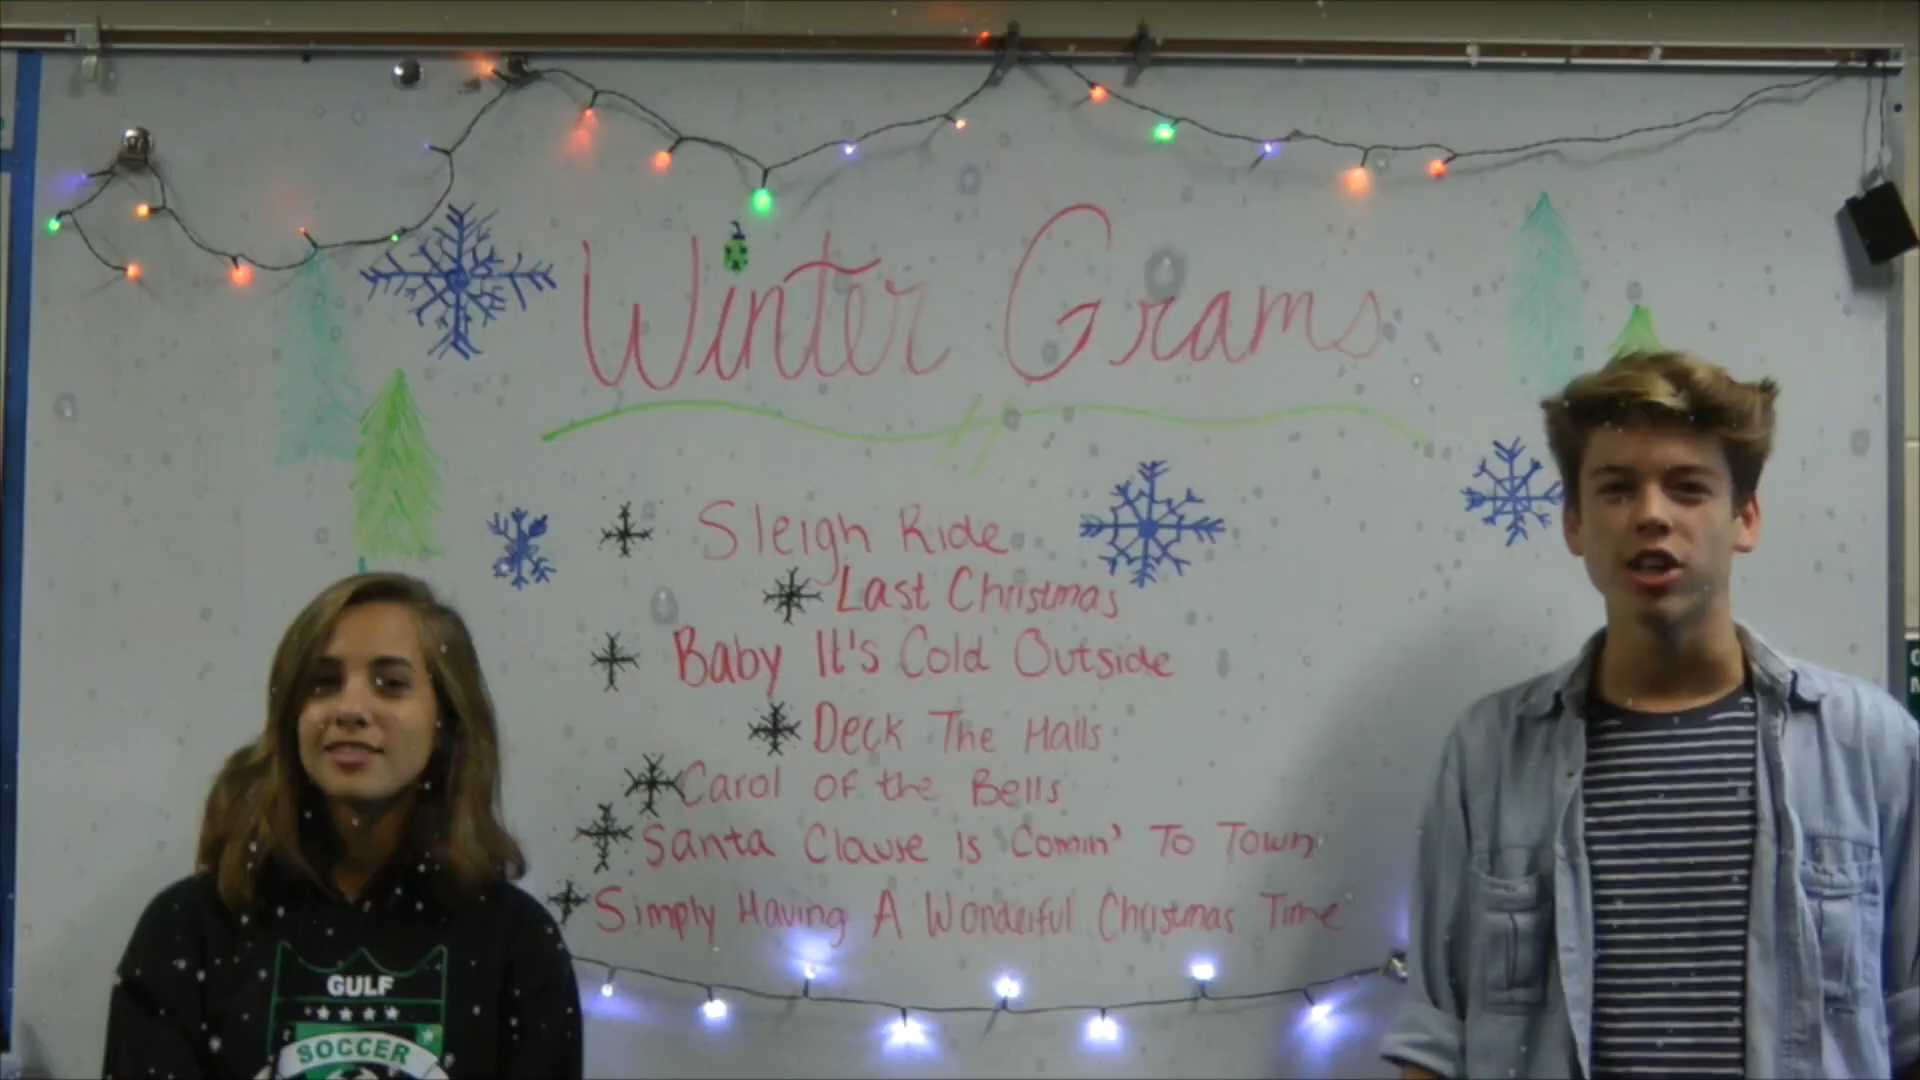 Winter Grams
Sleigh Ride
Last Christmas
Baby It's Cold Outside
Deck The Halls
Carol of the Bells
Santa Clause Is Comin' To Town
Simply Having A Wonderful Christmas Time
GULF
SOCCER